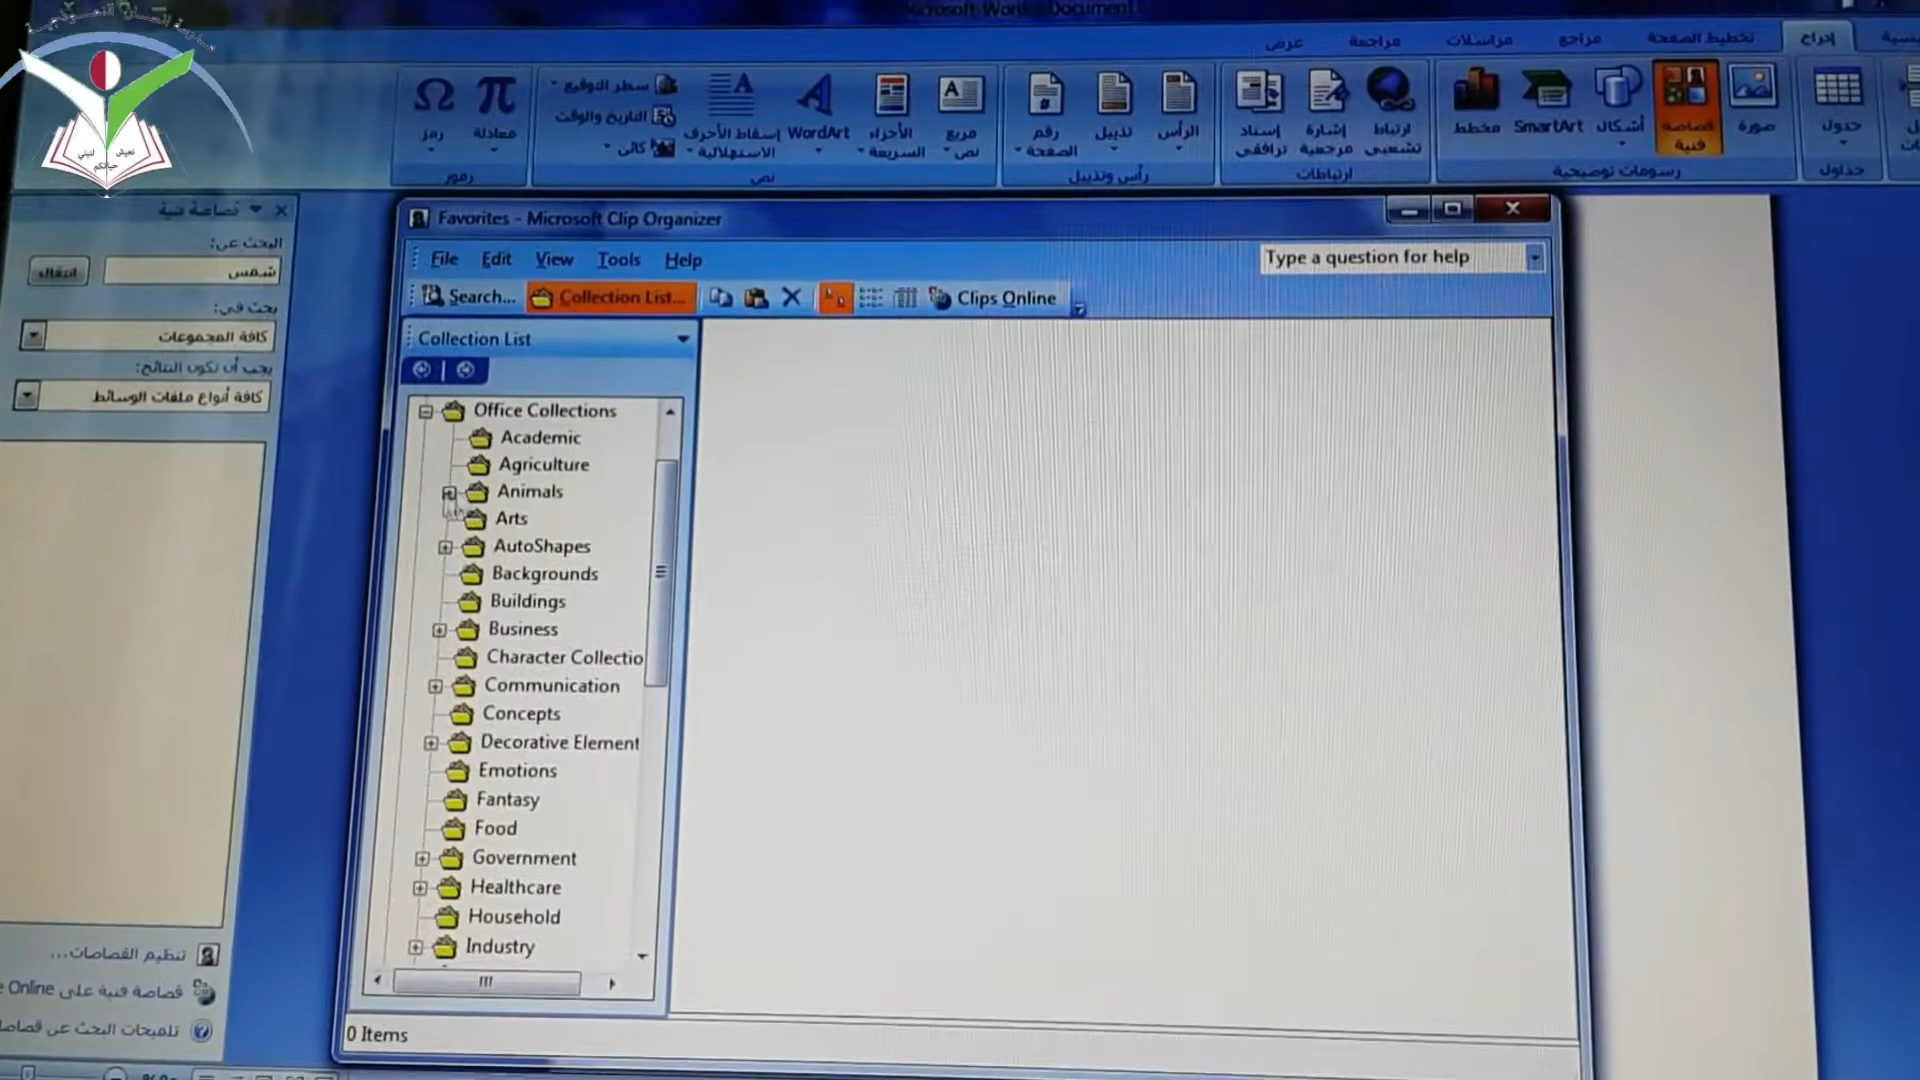 Microsoft Word - Document
إدراج
تخطيط الصفحة
مراجع
مراسلات
مراجعة
عرض
جدول
جداول
صورة
قصاصة فنية
أشكال
SmartArt
مخطط
رسومات توضيحية
ارتباط تشعبي
إشارة مرجعية
إسناد ترافقي
ارتباطات
الرأس
تذييل
رقم الصفحة
رأس وتذييل
مربع نص
الأجزاء السريعة
WordArt
إسقاط الأحرف الاستهلالية
سطر التوقيع
التاريخ والوقت
كائن
نص
معادلة
رمز
رموز
نعيش لنبني حياتكم
قصاصة فنية
البحث عن:
شمس
انتقال
بحث في:
كافة المجموعات
يجب أن تكون النتائج:
كافة أنواع ملفات الوسائط
تنظيم القصاصات...
قصاصة فنية على Online
تلميحات البحث عن
Favorites - Microsoft Clip Organizer
File Edit View Tools Help
Type a question for help
Search... Collection List... Clips Online
Collection List
Office Collections
Academic
Agriculture
Animals
Arts
AutoShapes
Backgrounds
Buildings
Business
Character Collectio
Communication
Concepts
Decorative Element
Emotions
Fantasy
Food
Government
Healthcare
Household
Industry
0 Items